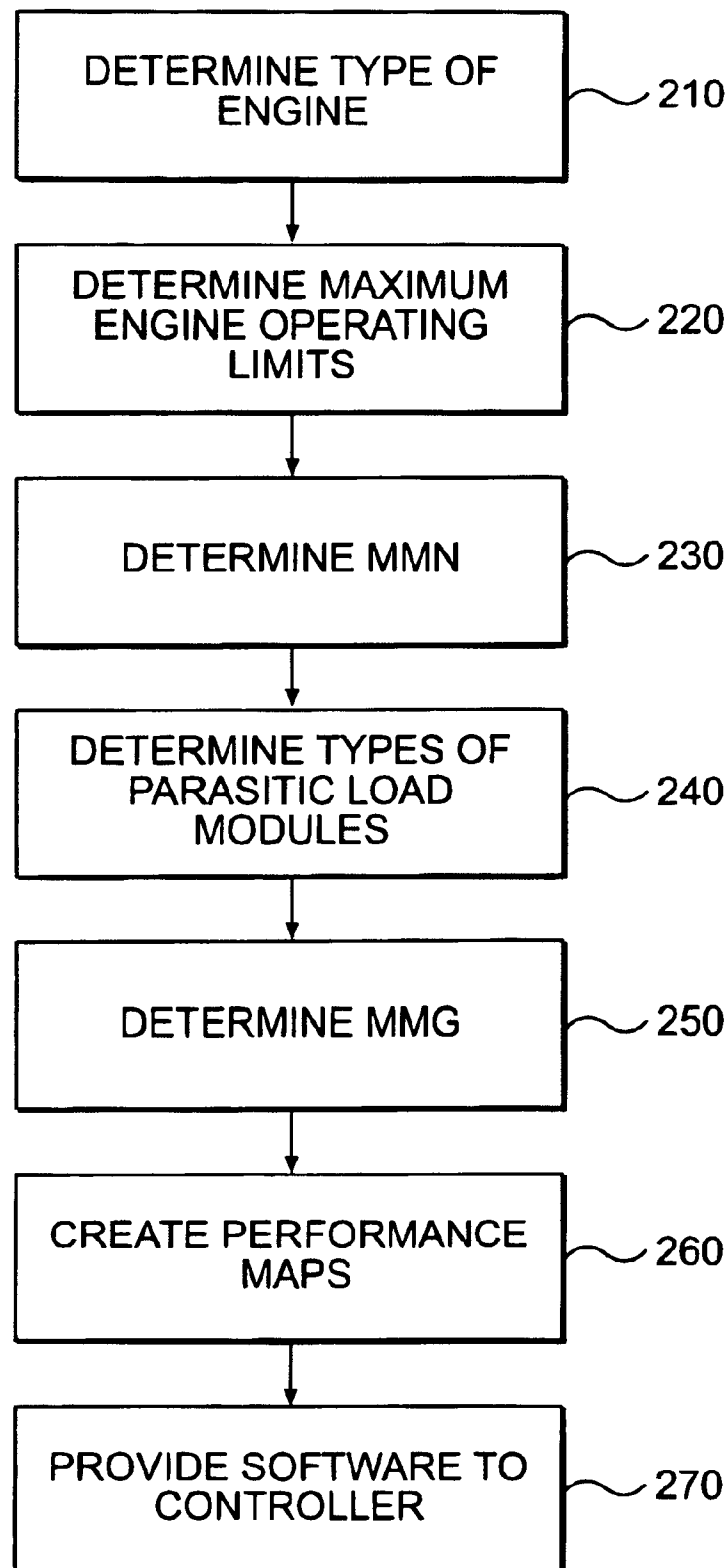 DETERMINE TYPE OF
ENGINE
210
DETERMINE MAXIMUM
ENGINE OPERATING
LIMITS
220
DETERMINE MMN
230
DETERMINE TYPES OF
PARASITIC LOAD
MODULES
240
DETERMINE MMG
250
CREATE PERFORMANCE
MAPS
260
PROVIDE SOFTWARE TO
CONTROLLER
270